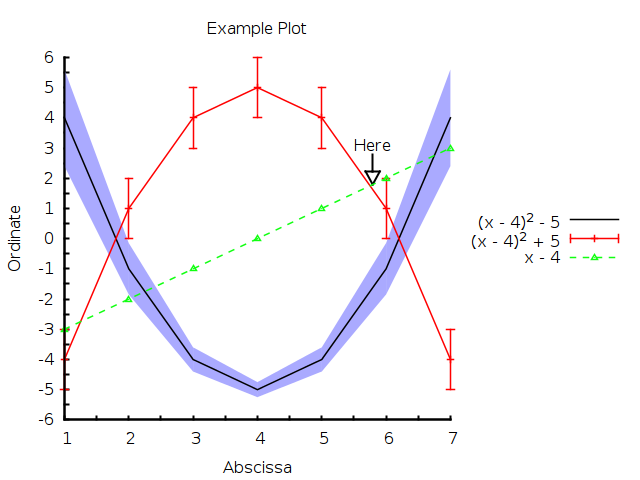 Example Plot
6
5
4
3
2
1
0
-1
-2
-3
-4
-5
-6
Ordinate
Here
1 2 3 4 5 6 7
Abscissa
(x - 4)² - 5
(x - 4)² + 5
x - 4